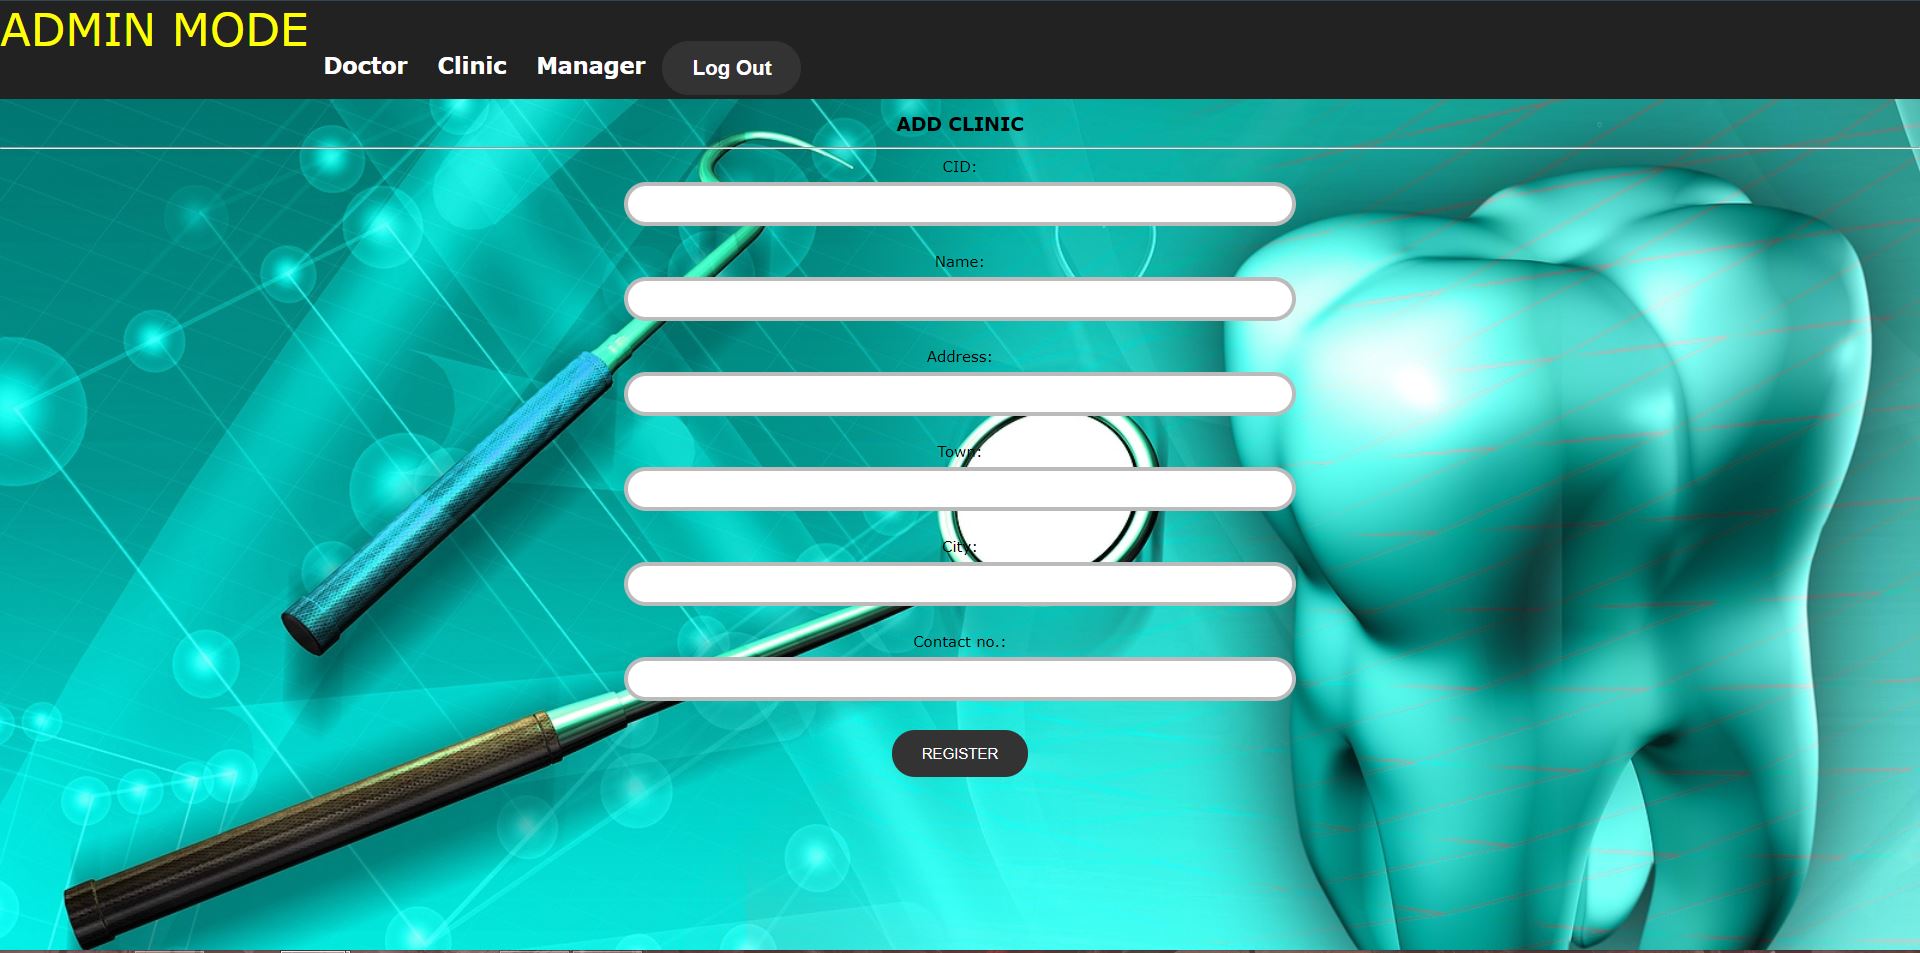 ADMIN MODE
Doctor Clinic Manager Log Out
ADD CLINIC
CID:
Name:
Address:
Town:
City:
Contact no.:
REGISTER